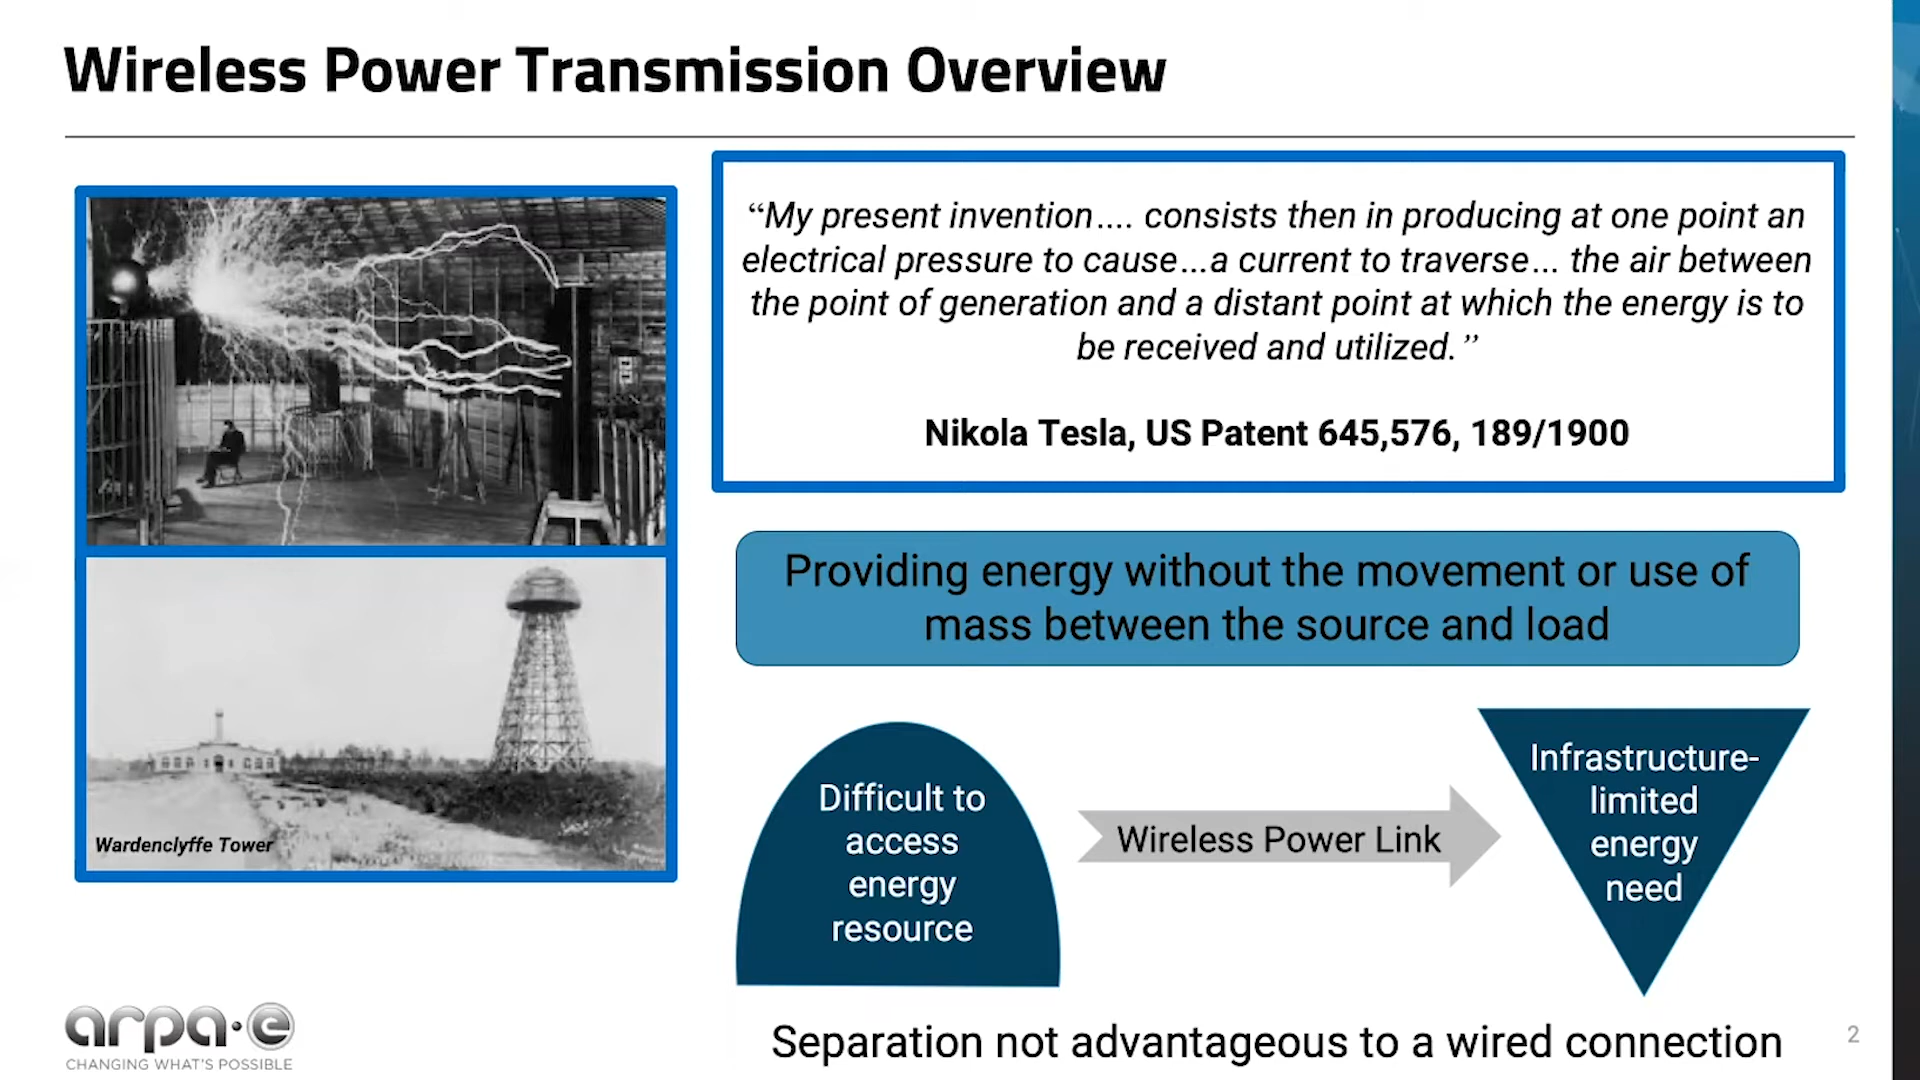 Wireless Power Transmission Overview
“My present invention.... consists then in producing at one point an
electrical pressure to cause...a current to traverse... the air between
the point of generation and a distant point at which the energy is to
be received and utilized.”
Nikola Tesla, US Patent 645,576, 189/1900
Wardenclyffe Tower
Providing energy without the movement or use of
mass between the source and load
Difficult to
access
energy
resource
Wireless Power Link
Infrastructure-
limited
energy
need
Separation not advantageous to a wired connection
arpa·e
CHANGING WHAT'S POSSIBLE
2